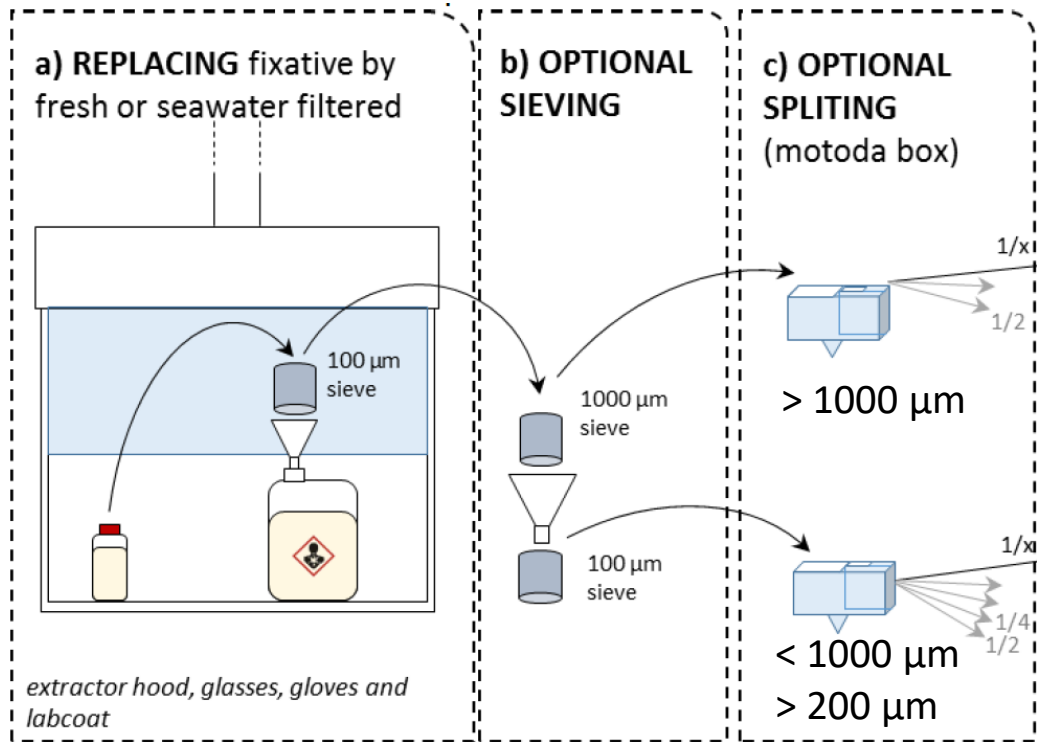 a) REPLACING fixative by
fresh or seawater filtered
100 µm
sieve
extractor hood, glasses, gloves and
labcoat
b) OPTIONAL
SIEVING
1000 µm
sieve
100 µm
sieve
c) OPTIONAL
SPLITING
(motoda box)
1/x
1/2
> 1000 µm
1/x
1/4
1/2
< 1000 µm
> 200 µm